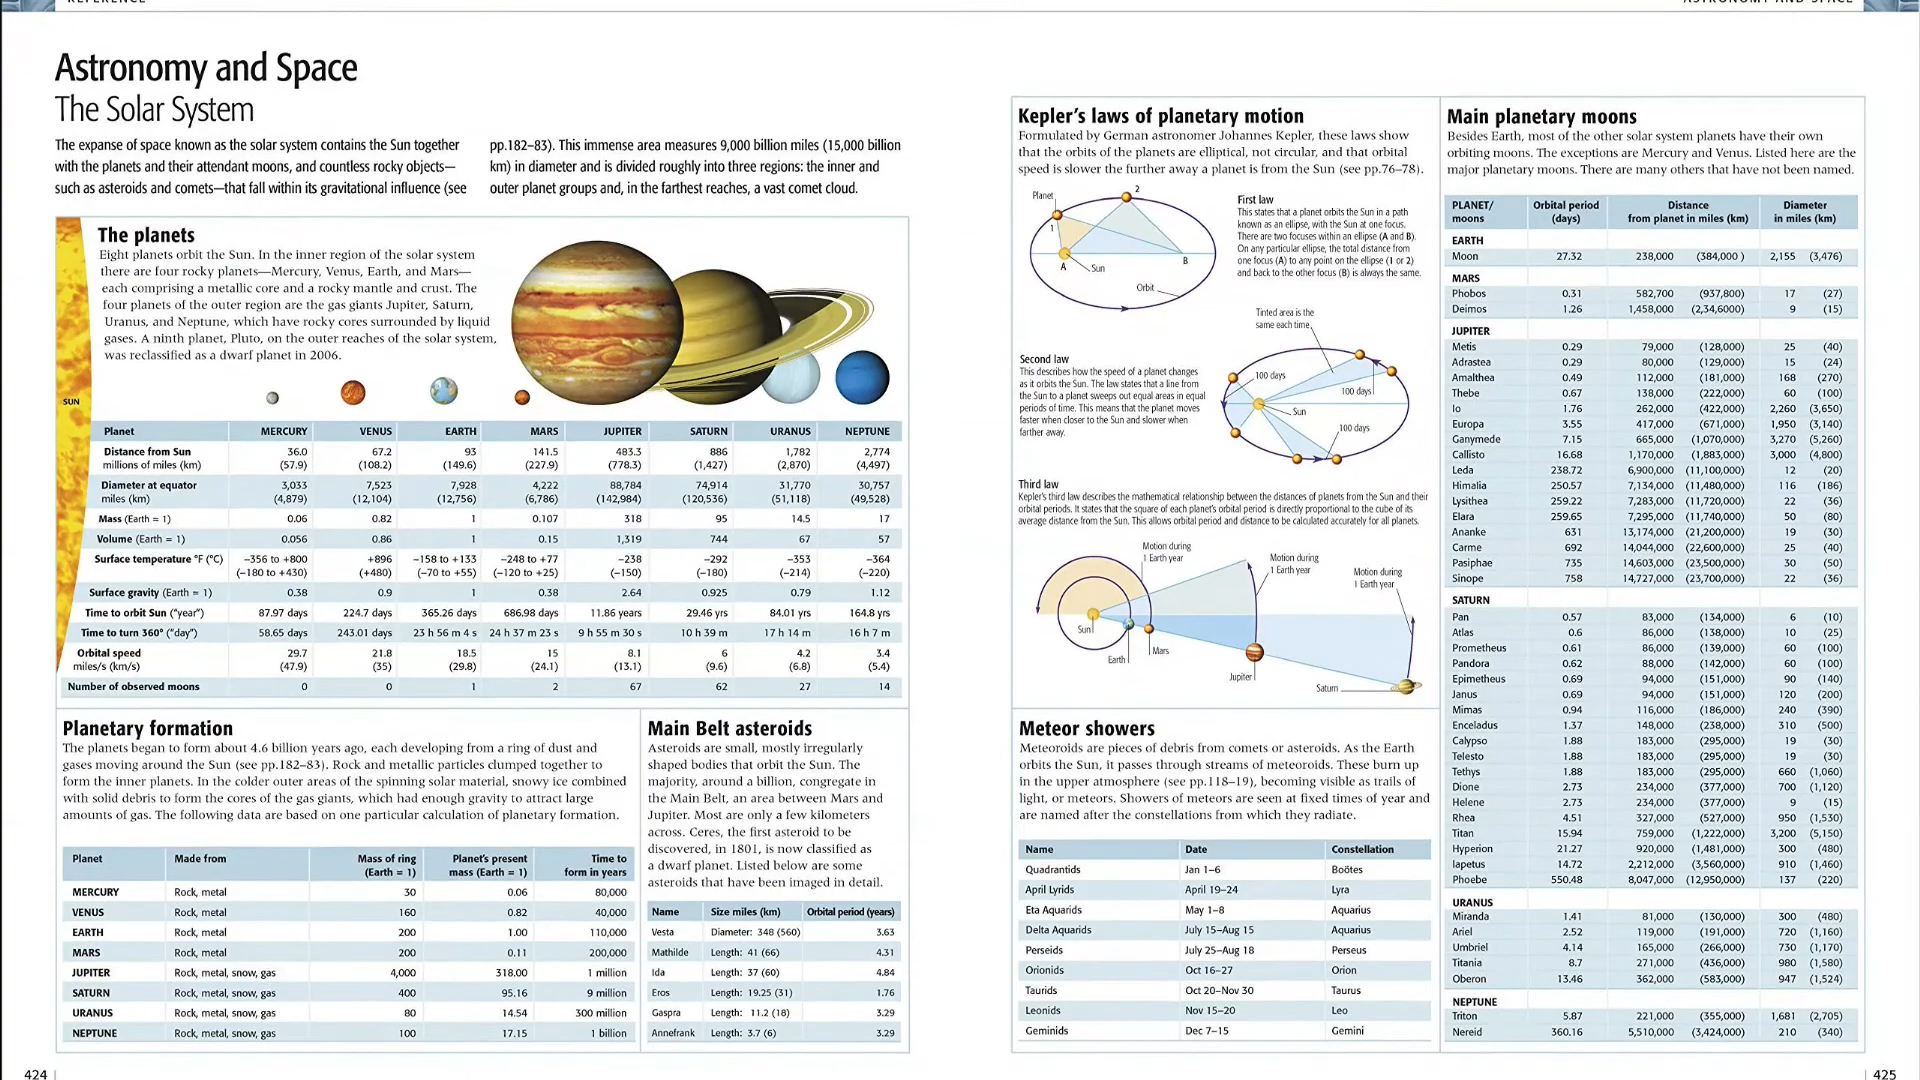 REFERENCE
ASTRONOMY AND SPACE
Astronomy and Space
The Solar System
The expanse of space known as the solar system contains the Sun together
with the planets and their attendant moons, and countless rocky objects—
such as asteroids and comets—that fall within its gravitational influence (see
pp.182–83). This immense area measures 9,000 billion miles (15,000 billion
km) in diameter and is divided roughly into three regions: the inner and
outer planet groups and, in the farthest reaches, a vast comet cloud.
The planets
Eight planets orbit the Sun. In the inner region of the solar system
there are four rocky planets—Mercury, Venus, Earth, and Mars—
each comprising a metallic core and a rocky mantle and crust. The
four planets of the outer region are the gas giants Jupiter, Saturn,
Uranus, and Neptune, which have rocky cores surrounded by liquid
gases. A ninth planet, Pluto, on the outer reaches of the solar system,
was reclassified as a dwarf planet in 2006.
SUN
Planet MERCURY VENUS EARTH MARS JUPITER SATURN URANUS NEPTUNE
Distance from Sun 36.0 67.2 93 141.5 483.3 886 1,782 2,774
millions of miles (km) (57.9) (108.2) (149.6) (227.9) (778.3) (1,427) (2,870) (4,497)
Diameter at equator 3,033 7,523 7,928 4,222 88,784 74,914 31,770 30,757
miles (km) (4,879) (12,104) (12,756) (6,786) (142,984) (120,536) (51,118) (49,528)
Mass (Earth = 1) 0.06 0.82 1 0.107 318 95 14.5 17
Volume (Earth = 1) 0.056 0.86 1 0.15 1,319 744 67 57
Surface temperature °F (°C) −356 to +800 +896 −158 to +133 −248 to +77 −238 −292 −353 −364
(−180 to +430) (+480) (−70 to +55) (−120 to +25) (−150) (−180) (−214) (−220)
Surface gravity (Earth = 1) 0.38 0.9 1 0.38 2.64 0.925 0.79 1.12
Time to orbit Sun (“year”) 87.97 days 224.7 days 365.26 days 686.98 days 11.86 years 29.46 yrs 84.01 yrs 164.8 yrs
Time to turn 360° (“day”) 58.65 days 243.01 days 23 h 56 m 4 s 24 h 37 m 23 s 9 h 55 m 30 s 10 h 39 m 17 h 14 m 16 h 7 m
Orbital speed 29.7 21.8 18.5 15 8.1 6 4.2 3.4
miles/s (km/s) (47.9) (35) (29.8) (24.1) (13.1) (9.6) (6.8) (5.4)
Number of observed moons 0 0 1 2 67 62 27 14
Planetary formation
The planets began to form about 4.6 billion years ago, each developing from a ring of dust and
gases moving around the Sun (see pp.182–83). Rock and metallic particles clumped together to
form the inner planets. In the colder outer areas of the spinning solar material, snowy ice combined
with solid debris to form the cores of the gas giants, which had enough gravity to attract large
amounts of gas. The following data are based on one particular calculation of planetary formation.
Planet Made from Mass of ring Planet's present Time to
(Earth = 1) mass (Earth = 1) form in years
MERCURY Rock, metal 30 0.06 80,000
VENUS Rock, metal 160 0.82 40,000
EARTH Rock, metal 200 1.00 110,000
MARS Rock, metal 200 0.11 200,000
JUPITER Rock, metal, snow, gas 4,000 318.00 1 million
SATURN Rock, metal, snow, gas 400 95.16 9 million
URANUS Rock, metal, snow, gas 80 14.54 300 million
NEPTUNE Rock, metal, snow, gas 100 17.15 1 billion
Main Belt asteroids
Asteroids are small, mostly irregularly
shaped bodies that orbit the Sun. The
majority, around a billion, congregate in
the Main Belt, an area between Mars and
Jupiter. Most are only a few kilometers
across. Ceres, the first asteroid to be
discovered, in 1801, is now classified as
a dwarf planet. Listed below are some
asteroids that have been imaged in detail.
Name Size miles (km) Orbital period (years)
Vesta Diameter: 348 (560) 3.63
Mathilde Length: 41 (66) 4.31
Ida Length: 37 (60) 4.84
Eros Length: 19.25 (31) 1.76
Gaspra Length: 11.2 (18) 3.29
Annefrank Length: 3.7 (6) 3.29
424
Kepler's laws of planetary motion
Formulated by German astronomer Johannes Kepler, these laws show
that the orbits of the planets are elliptical, not circular, and that orbital
speed is slower the further away a planet is from the Sun (see pp.76–78).
Planet
2
1
A
Sun
B
Orbit
First law
This states that a planet orbits the Sun in a path
known as an ellipse, with the Sun at one focus.
There are two focuses within an ellipse (A and B).
On any particular ellipse, the total distance from
one focus (A) to any point on the ellipse (1 or 2)
and back to the other focus (B) is always the same.
Tinted area is the
same each time
Second law
This describes how the speed of a planet changes
as it orbits the Sun. The law states that a line from
the Sun to a planet sweeps out equal areas in equal
periods of time. This means that the planet moves
faster when closer to the Sun and slower when
farther away.
100 days
100 days
Sun
100 days
Third law
Kepler's third law describes the mathematical relationship between the distances of planets from the Sun and their
orbital periods. It states that the square of each planet's orbital period is directly proportional to the cube of its
average distance from the Sun. This allows orbital period and distance to be calculated accurately for all planets.
Motion during
1 Earth year
Motion during
1 Earth year
Motion during
1 Earth year
Sun
Earth
Mars
Jupiter
Saturn
Meteor showers
Meteoroids are pieces of debris from comets or asteroids. As the Earth
orbits the Sun, it passes through streams of meteoroids. These burn up
in the upper atmosphere (see pp.118–19), becoming visible as trails of
light, or meteors. Showers of meteors are seen at fixed times of year and
are named after the constellations from which they radiate.
Name Date Constellation
Quadrantids Jan 1–6 Boötes
April Lyrids April 19–24 Lyra
Eta Aquarids May 1–8 Aquarius
Delta Aquarids July 15–Aug 15 Aquarius
Perseids July 25–Aug 18 Perseus
Orionids Oct 16–27 Orion
Taurids Oct 20–Nov 30 Taurus
Leonids Nov 15–20 Leo
Geminids Dec 7–15 Gemini
Main planetary moons
Besides Earth, most of the other solar system planets have their own
orbiting moons. The exceptions are Mercury and Venus. Listed here are the
major planetary moons. There are many others that have not been named.
PLANET/ Orbital period Distance Diameter
moons (days) from planet in miles (km) in miles (km)
EARTH
Moon 27.32 238,000 (384,000 ) 2,155 (3,476)
MARS
Phobos 0.31 582,700 (937,800) 17 (27)
Deimos 1.26 1,458,000 (2,34,6000) 9 (15)
JUPITER
Metis 0.29 79,000 (128,000) 25 (40)
Adrastea 0.29 80,000 (129,000) 15 (24)
Amalthea 0.49 112,000 (181,000) 168 (270)
Thebe 0.67 138,000 (222,000) 60 (100)
Io 1.76 262,000 (422,000) 2,260 (3,650)
Europa 3.55 417,000 (671,000) 1,950 (3,140)
Ganymede 7.15 665,000 (1,070,000) 3,270 (5,260)
Callisto 16.68 1,170,000 (1,883,000) 3,000 (4,800)
Leda 238.72 6,900,000 (11,100,000) 12 (20)
Himalia 250.57 7,134,000 (11,480,000) 116 (186)
Lysithea 259.22 7,283,000 (11,720,000) 22 (36)
Elara 259.65 7,295,000 (11,740,000) 50 (80)
Ananke 631 13,174,000 (21,200,000) 19 (30)
Carme 692 14,044,000 (22,600,000) 25 (40)
Pasiphae 735 14,603,000 (23,500,000) 30 (50)
Sinope 758 14,727,000 (23,700,000) 22 (36)
SATURN
Pan 0.57 83,000 (134,000) 6 (10)
Atlas 0.6 86,000 (138,000) 10 (25)
Prometheus 0.61 86,000 (139,000) 60 (100)
Pandora 0.62 88,000 (142,000) 60 (100)
Epimetheus 0.69 94,000 (151,000) 90 (140)
Janus 0.69 94,000 (151,000) 120 (200)
Mimas 0.94 116,000 (186,000) 240 (390)
Enceladus 1.37 148,000 (238,000) 310 (500)
Calypso 1.88 183,000 (295,000) 19 (30)
Telesto 1.88 183,000 (295,000) 19 (30)
Tethys 1.88 183,000 (295,000) 660 (1,060)
Dione 2.73 234,000 (377,000) 700 (1,120)
Helene 2.73 234,000 (377,000) 9 (15)
Rhea 4.51 327,000 (527,000) 950 (1,530)
Titan 15.94 759,000 (1,222,000) 3,200 (5,150)
Hyperion 21.27 920,000 (1,481,000) 300 (480)
Iapetus 14.72 2,212,000 (3,560,000) 910 (1,460)
Phoebe 550.48 8,047,000 (12,950,000) 137 (220)
URANUS
Miranda 1.41 81,000 (130,000) 300 (480)
Ariel 2.52 119,000 (191,000) 720 (1,160)
Umbriel 4.14 165,000 (266,000) 730 (1,170)
Titania 8.7 271,000 (436,000) 980 (1,580)
Oberon 13.46 362,000 (583,000) 947 (1,524)
NEPTUNE
Triton 5.87 221,000 (355,000) 1,681 (2,705)
Nereid 360.16 5,510,000 (3,424,000) 210 (340)
425